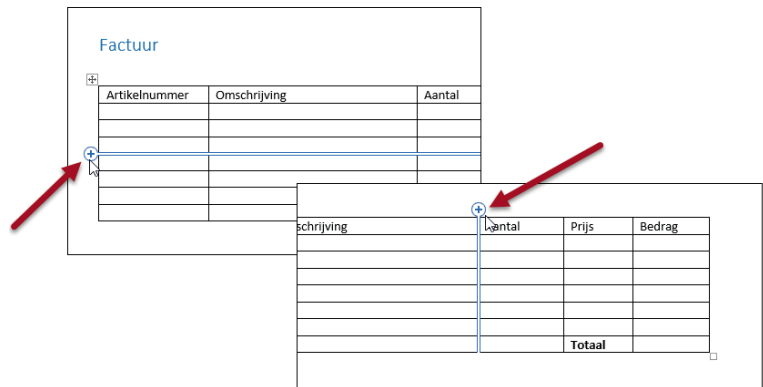 Factuur
Artikelnummer Omschrijving Aantal
schrijving Aantal Prijs Bedrag
Totaal